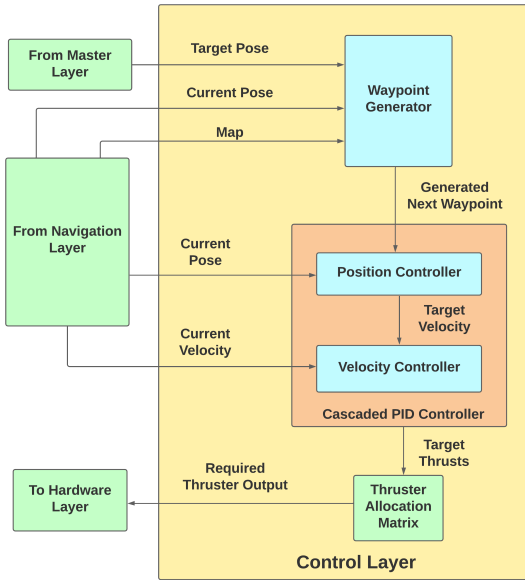 From Master
Layer
Target Pose
Waypoint
Generator
Current Pose
Map
From Navigation
Layer
Generated
Next Waypoint
Current
Pose
Position Controller
Target
Velocity
Current
Velocity
Velocity Controller
Cascaded PID Controller
Target
Thrusts
Required
Thruster Output
To Hardware
Layer
Thruster
Allocation
Matrix
Control Layer